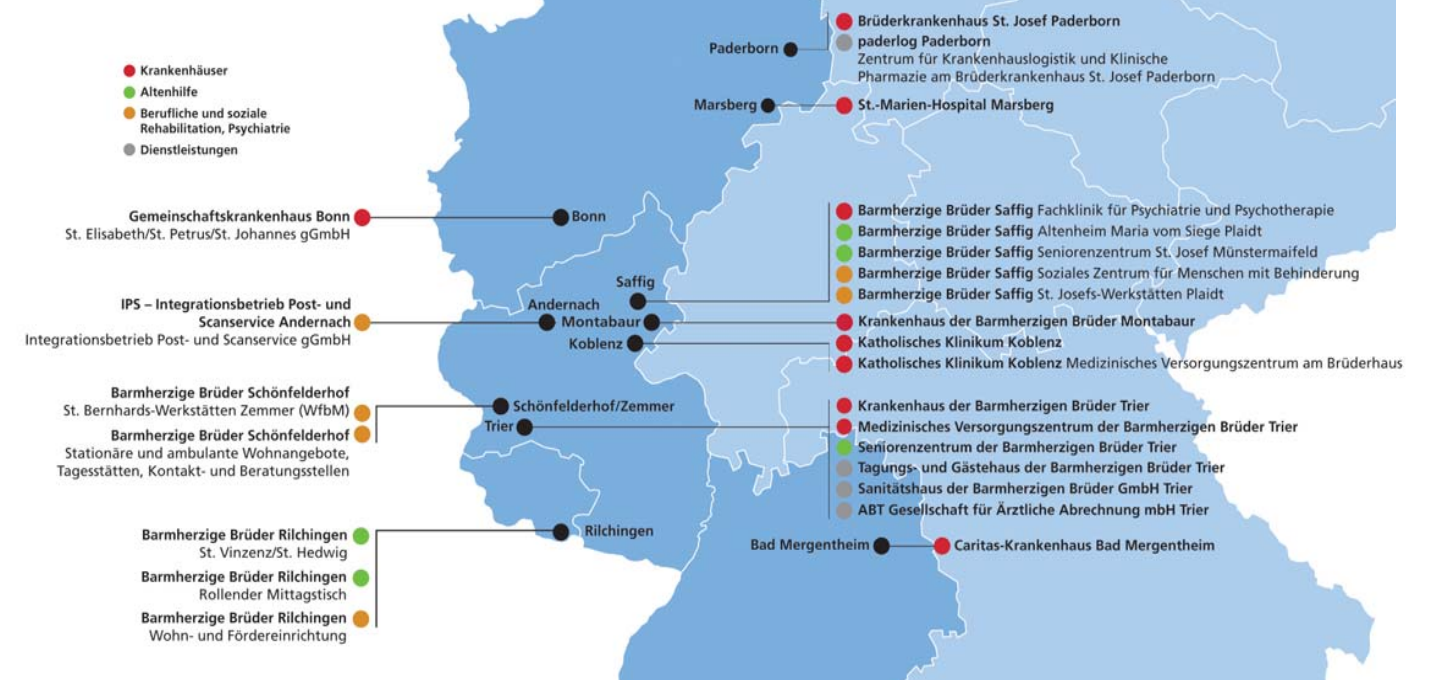 Krankenhäuser
Altenhilfe
Berufliche und soziale
Rehabilitation, Psychiatrie
Dienstleistungen
Paderborn
Brüderkrankenhaus St. Josef Paderborn
paderlog Paderborn
Zentrum für Krankenhauslogistik und Klinische
Pharmazie am Brüderkrankenhaus St. Josef Paderborn
Marsberg
St.-Marien-Hospital Marsberg
Gemeinschaftskrankenhaus Bonn
St. Elisabeth/St. Petrus/St. Johannes gGmbH
Bonn
Saffig
Barmherzige Brüder Saffig Fachklinik für Psychiatrie und Psychotherapie
Barmherzige Brüder Saffig Altenheim Maria vom Siege Plaidt
Barmherzige Brüder Saffig Seniorenzentrum St. Josef Münstermaifeld
Barmherzige Brüder Saffig Soziales Zentrum für Menschen mit Behinderung
Barmherzige Brüder Saffig St. Josefs-Werkstätten Plaidt
IPS – Integrationsbetrieb Post- und
Scanservice Andernach
Integrationsbetrieb Post- und Scanservice gGmbH
Andernach
Montabaur
Krankenhaus der Barmherzigen Brüder Montabaur
Koblenz
Katholisches Klinikum Koblenz
Katholisches Klinikum Koblenz Medizinisches Versorgungszentrum am Brüderhaus
Barmherzige Brüder Schönfelderhof
St. Bernhards-Werkstätten Zemmer (WfbM)
Barmherzige Brüder Schönfelderhof
Stationäre und ambulante Wohnangebote,
Tagesstätten, Kontakt- und Beratungsstellen
Schönfelderhof/Zemmer
Trier
Krankenhaus der Barmherzigen Brüder Trier
Medizinisches Versorgungszentrum der Barmherzigen Brüder Trier
Seniorenzentrum der Barmherzigen Brüder Trier
Tagungs- und Gästehaus der Barmherzigen Brüder Trier
Sanitätshaus der Barmherzigen Brüder GmbH Trier
ABT Gesellschaft für Ärztliche Abrechnung mbH Trier
Barmherzige Brüder Rilchingen
St. Vinzenz/St. Hedwig
Barmherzige Brüder Rilchingen
Rollender Mittagstisch
Barmherzige Brüder Rilchingen
Wohn- und Fördereinrichtung
Rilchingen
Bad Mergentheim
Caritas-Krankenhaus Bad Mergentheim